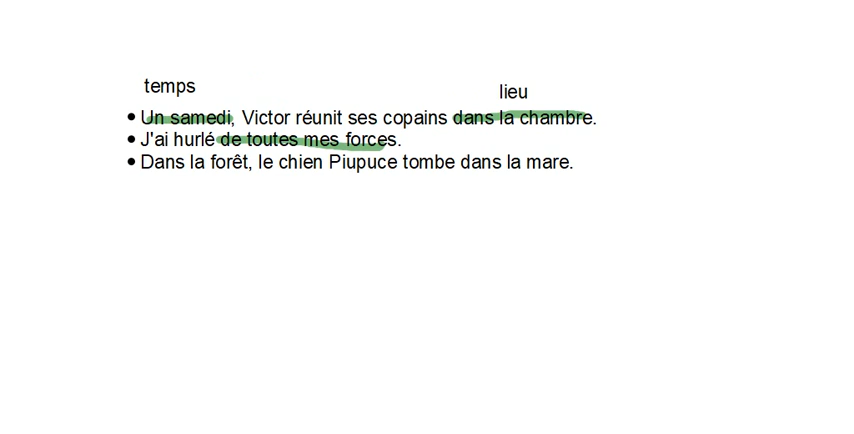 temps
lieu
• Un samedi, Victor réunit ses copains dans la chambre.
• J'ai hurlé de toutes mes forces.
• Dans la forêt, le chien Piupuce tombe dans la mare.